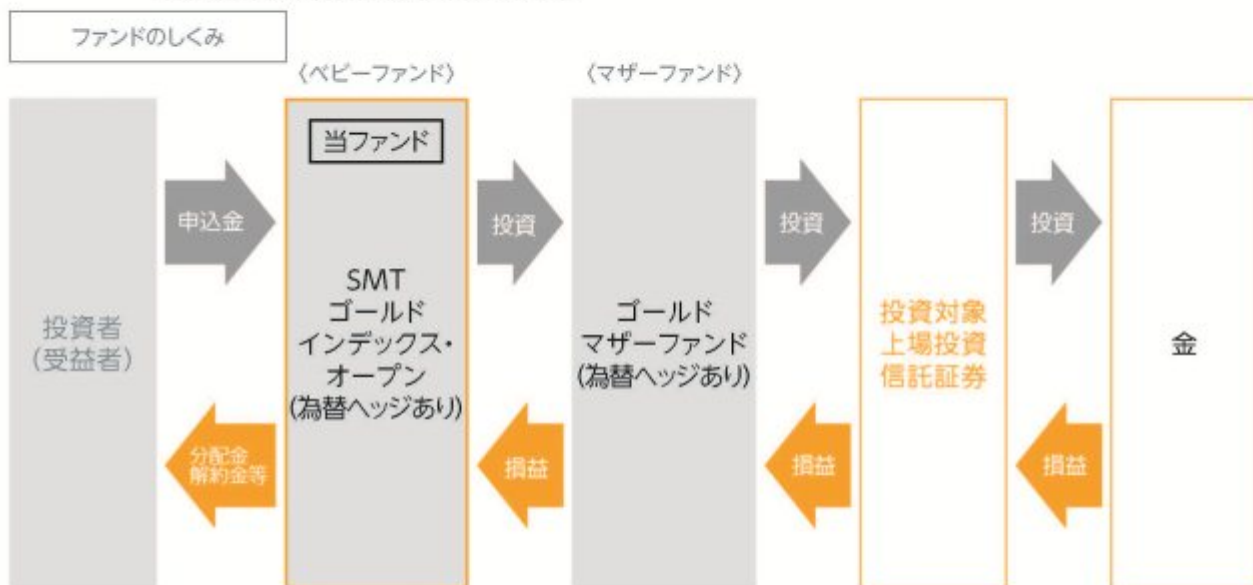 ファンドのしくみ
〈ベビーファンド〉
〈マザーファンド〉
投資者
(受益者)
申込金
分配金
解約金等
当ファンド
SMT
ゴールド
インデックス・
オープン
(為替ヘッジあり)
投資
損益
ゴールド
マザーファンド
(為替ヘッジあり)
投資
損益
投資対象
上場投資
信託証券
投資
損益
金